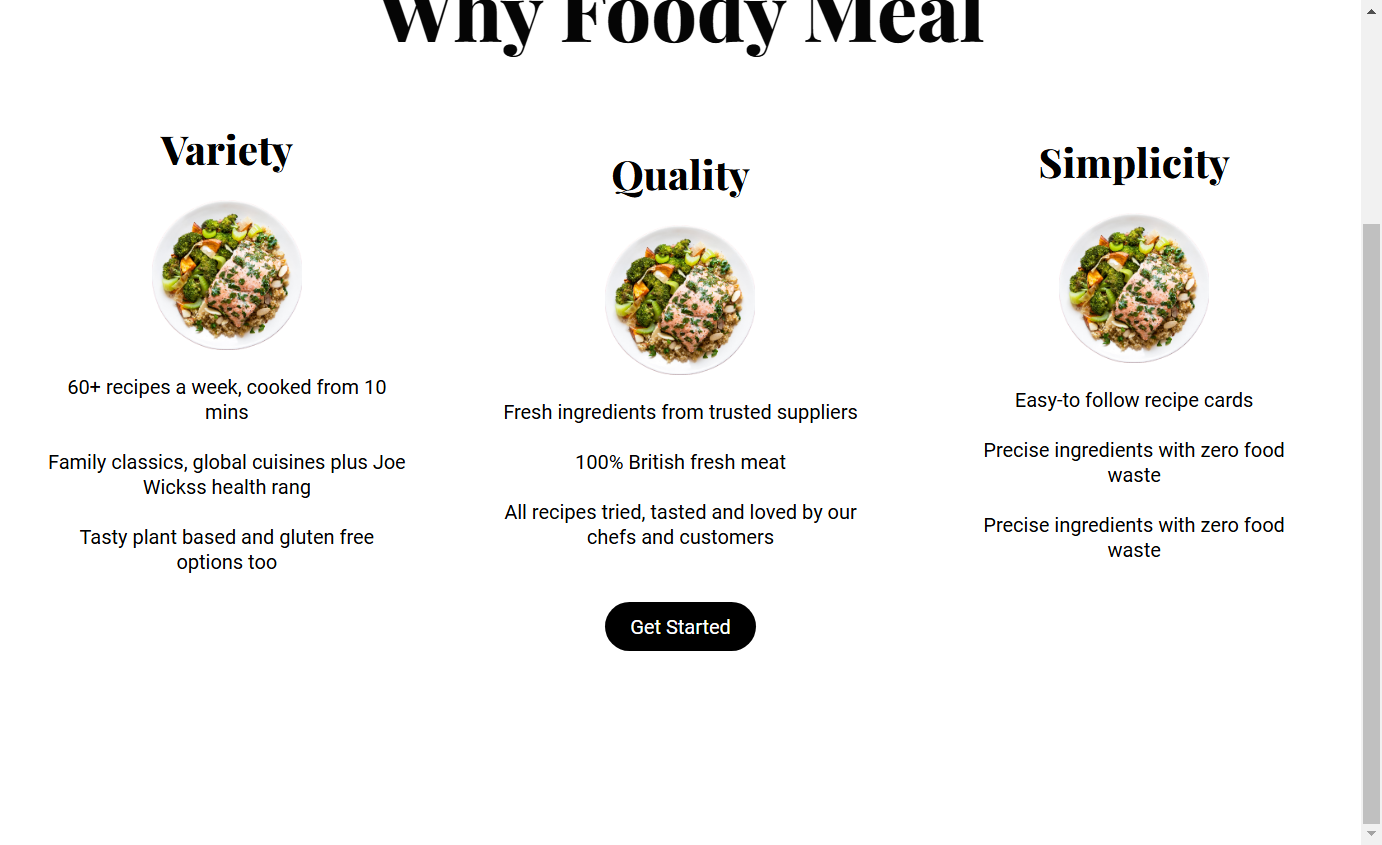 Why Foody Meal
Variety
60+ recipes a week, cooked from 10
mins
Family classics, global cuisines plus Joe
Wickss health rang
Tasty plant based and gluten free
options too
Quality
Fresh ingredients from trusted suppliers
100% British fresh meat
All recipes tried, tasted and loved by our
chefs and customers
Simplicity
Easy-to follow recipe cards
Precise ingredients with zero food
waste
Precise ingredients with zero food
waste
Get Started